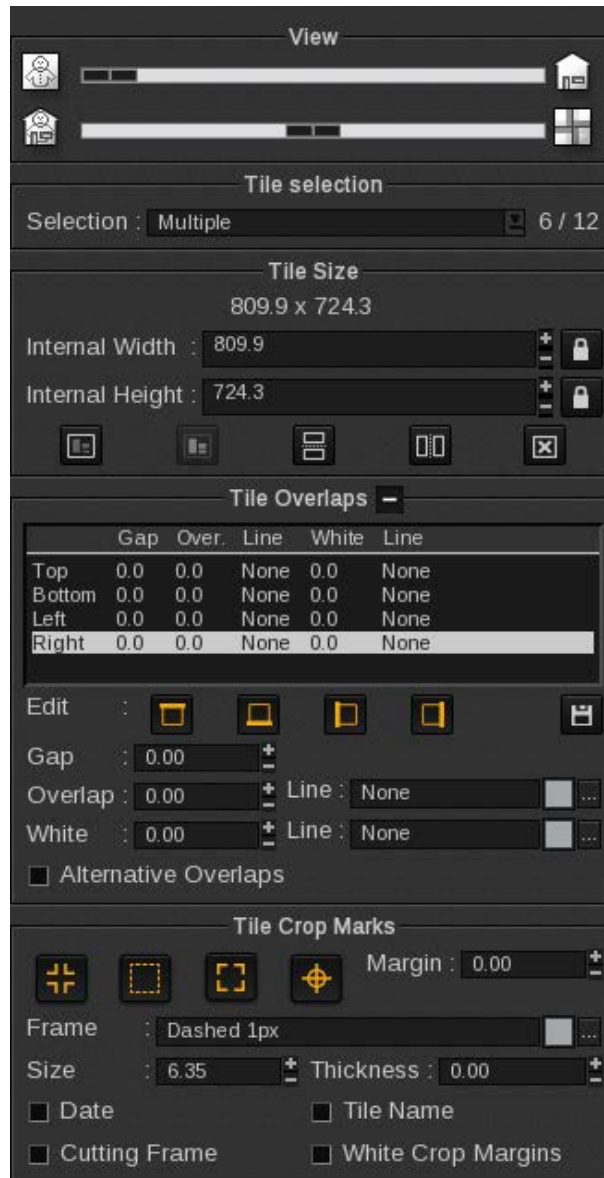 View
Tile selection
Selection : Multiple 6 / 12
Tile Size
809.9 x 724.3
Internal Width : 809.9
Internal Height : 724.3
Tile Overlaps
Gap Over. Line White Line
Top 0.0 0.0 None 0.0 None
Bottom 0.0 0.0 None 0.0 None
Left 0.0 0.0 None 0.0 None
Right 0.0 0.0 None 0.0 None
Edit :
Gap : 0.00
Overlap : 0.00 Line : None ...
White : 0.00 Line : None ...
Alternative Overlaps
Tile Crop Marks
Margin : 0.00
Frame : Dashed 1px ...
Size : 6.35 Thickness : 0.00
Date Tile Name
Cutting Frame White Crop Margins